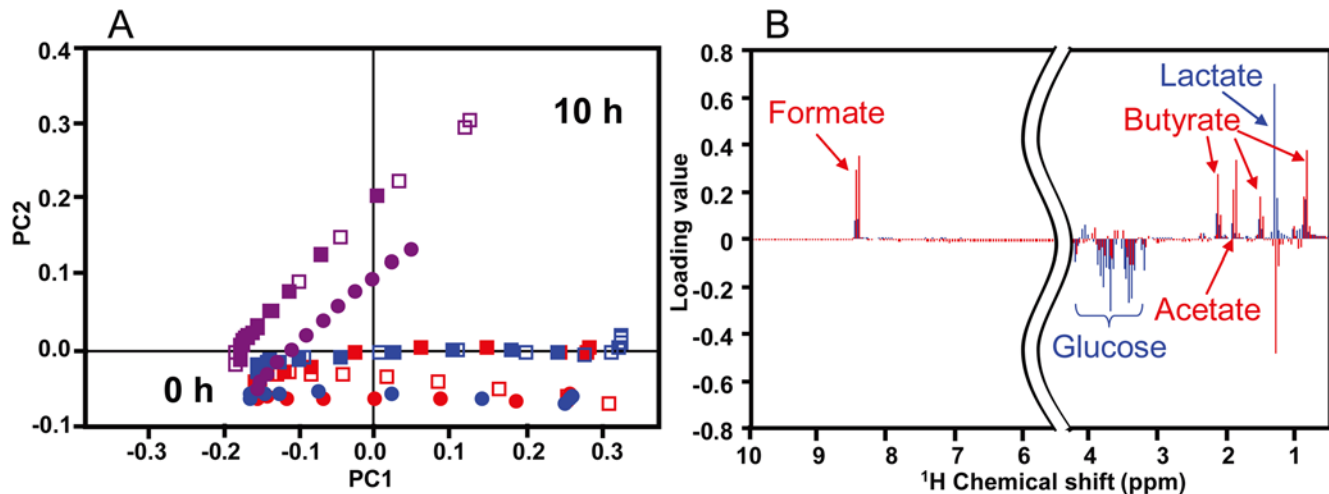 A
0.4
0.3
0.2
0.1
0.0
-0.1
PC2
10 h
0 h
-0.3
-0.2
-0.1
0.0
0.1
0.2
0.3
PC1
B
0.8
0.6
0.4
0.2
0
-0.2
-0.4
-0.6
-0.8
Loading value
Lactate
Formate
Butyrate
Acetate
Glucose
10
9
8
7
6
5
4
3
2
1
¹H Chemical shift (ppm)